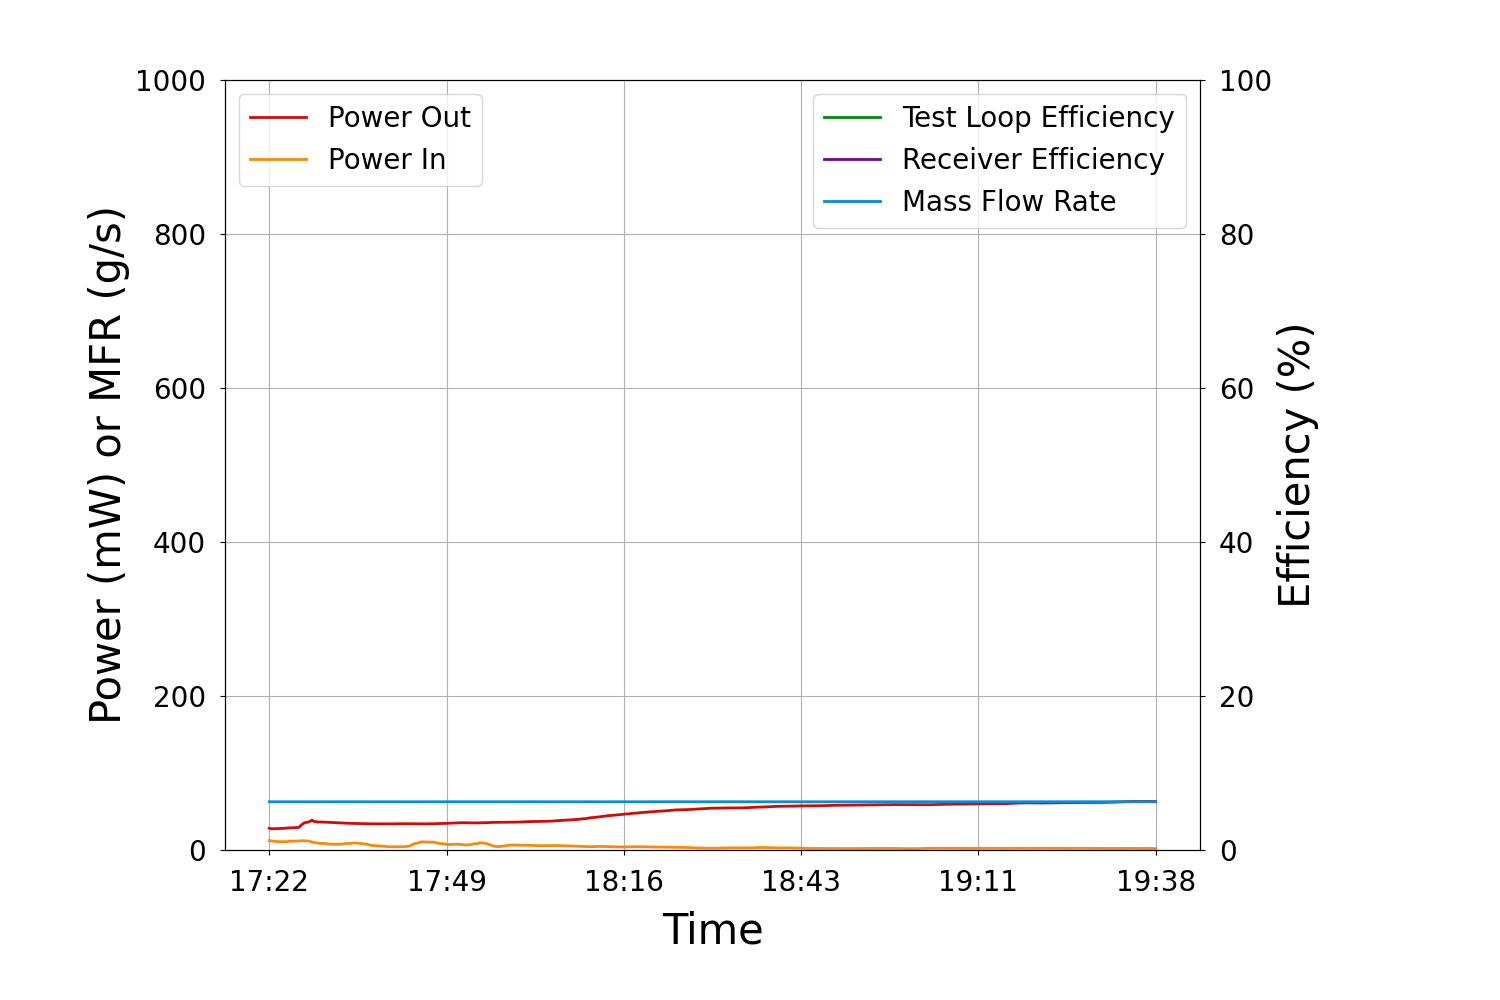 Power Out
Power In
Test Loop Efficiency
Receiver Efficiency
Mass Flow Rate
1000
800
600
400
200
0
Power (mW) or MFR (g/s)
100
80
60
40
20
0
Efficiency (%)
17:22
17:49
18:16
18:43
19:11
19:38
Time